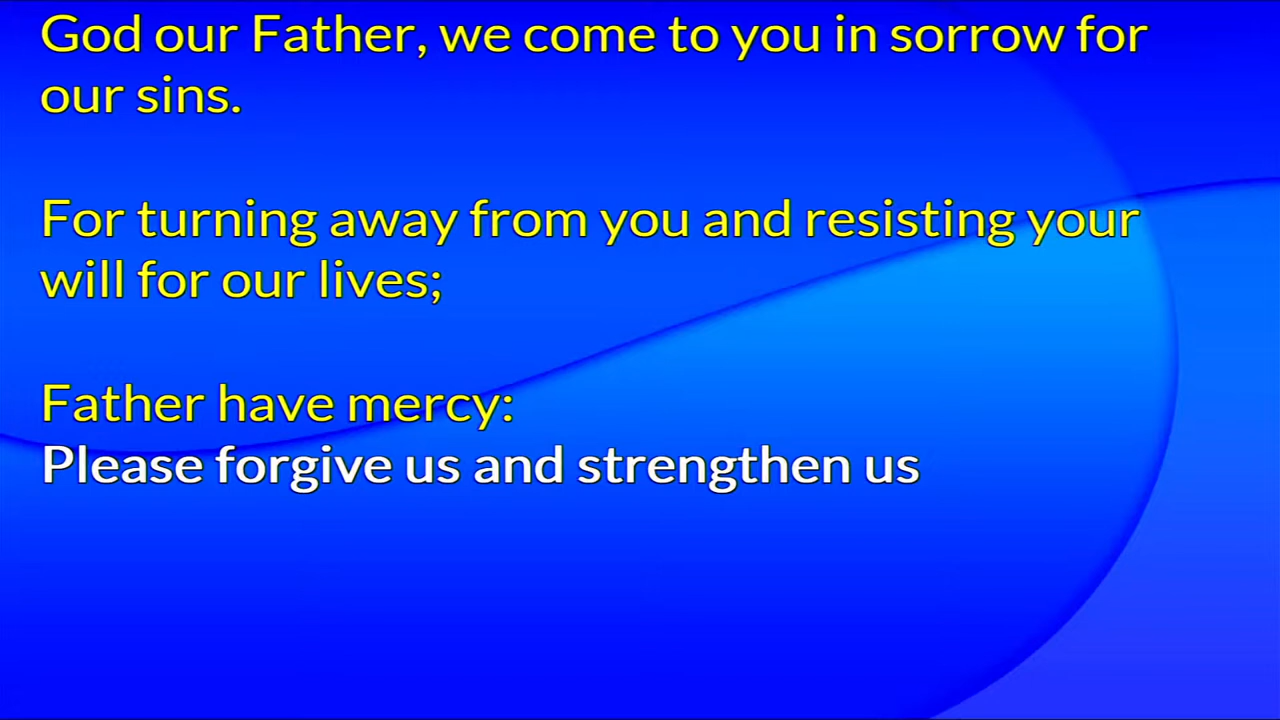 God our Father, we come to you in sorrow for
our sins.
For turning away from you and resisting your
will for our lives;
Father have mercy:
Please forgive us and strengthen us